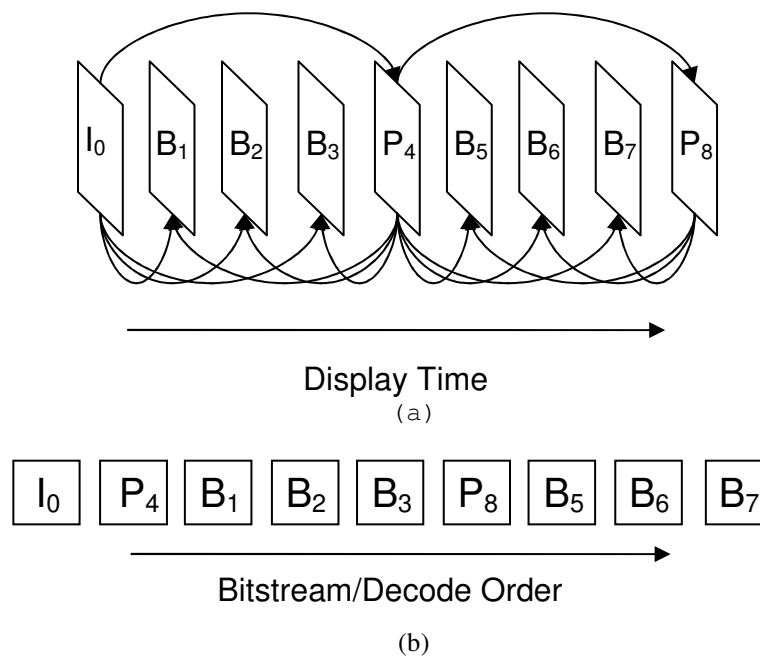 I₀ B₁ B₂ B₃ P₄ B₅ B₆ B₇ P₈
Display Time
(a)
I₀ P₄ B₁ B₂ B₃ P₈ B₅ B₆ B₇
Bitstream/Decode Order
(b)